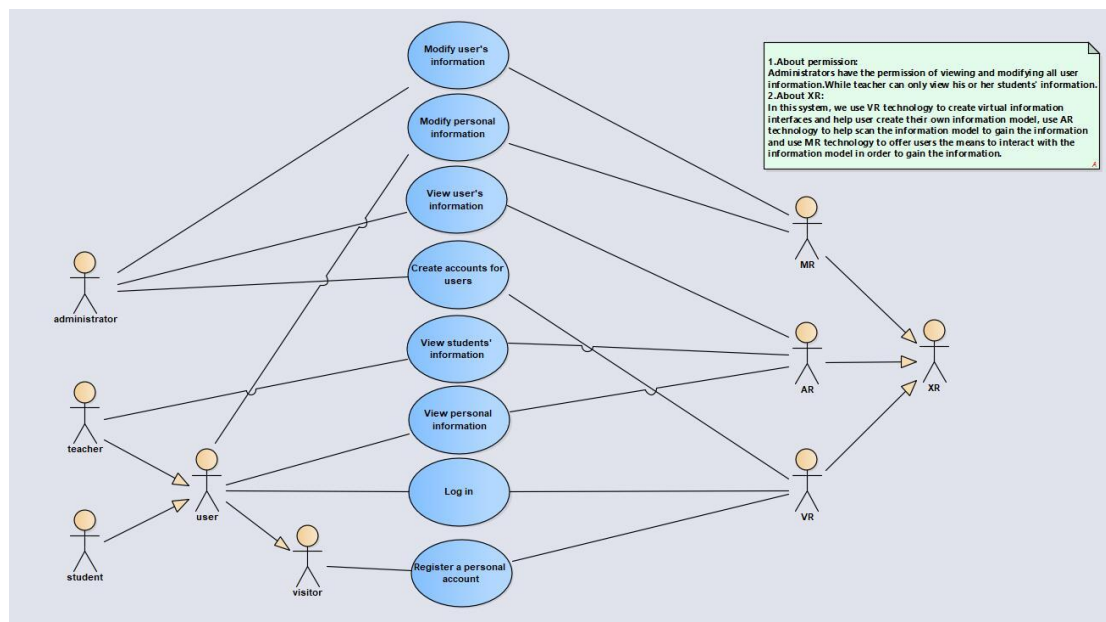 Modify user's
information
Modify personal
information
View user's
information
Create accounts for
users
View students'
information
View personal
information
Log in
Register a personal
account
administrator
teacher
student
user
visitor
MR
AR
VR
XR
1.About permission:
Administrators have the permission of viewing and modifying all user
information.While teacher can only view his or her students' information.
2.About XR:
In this system, we use VR technology to create virtual information
interfaces and help user create their own information model, use AR
technology to help scan the information model to gain the information
and use MR technology to offer users the means to interact with the
information model in order to gain the information.
A